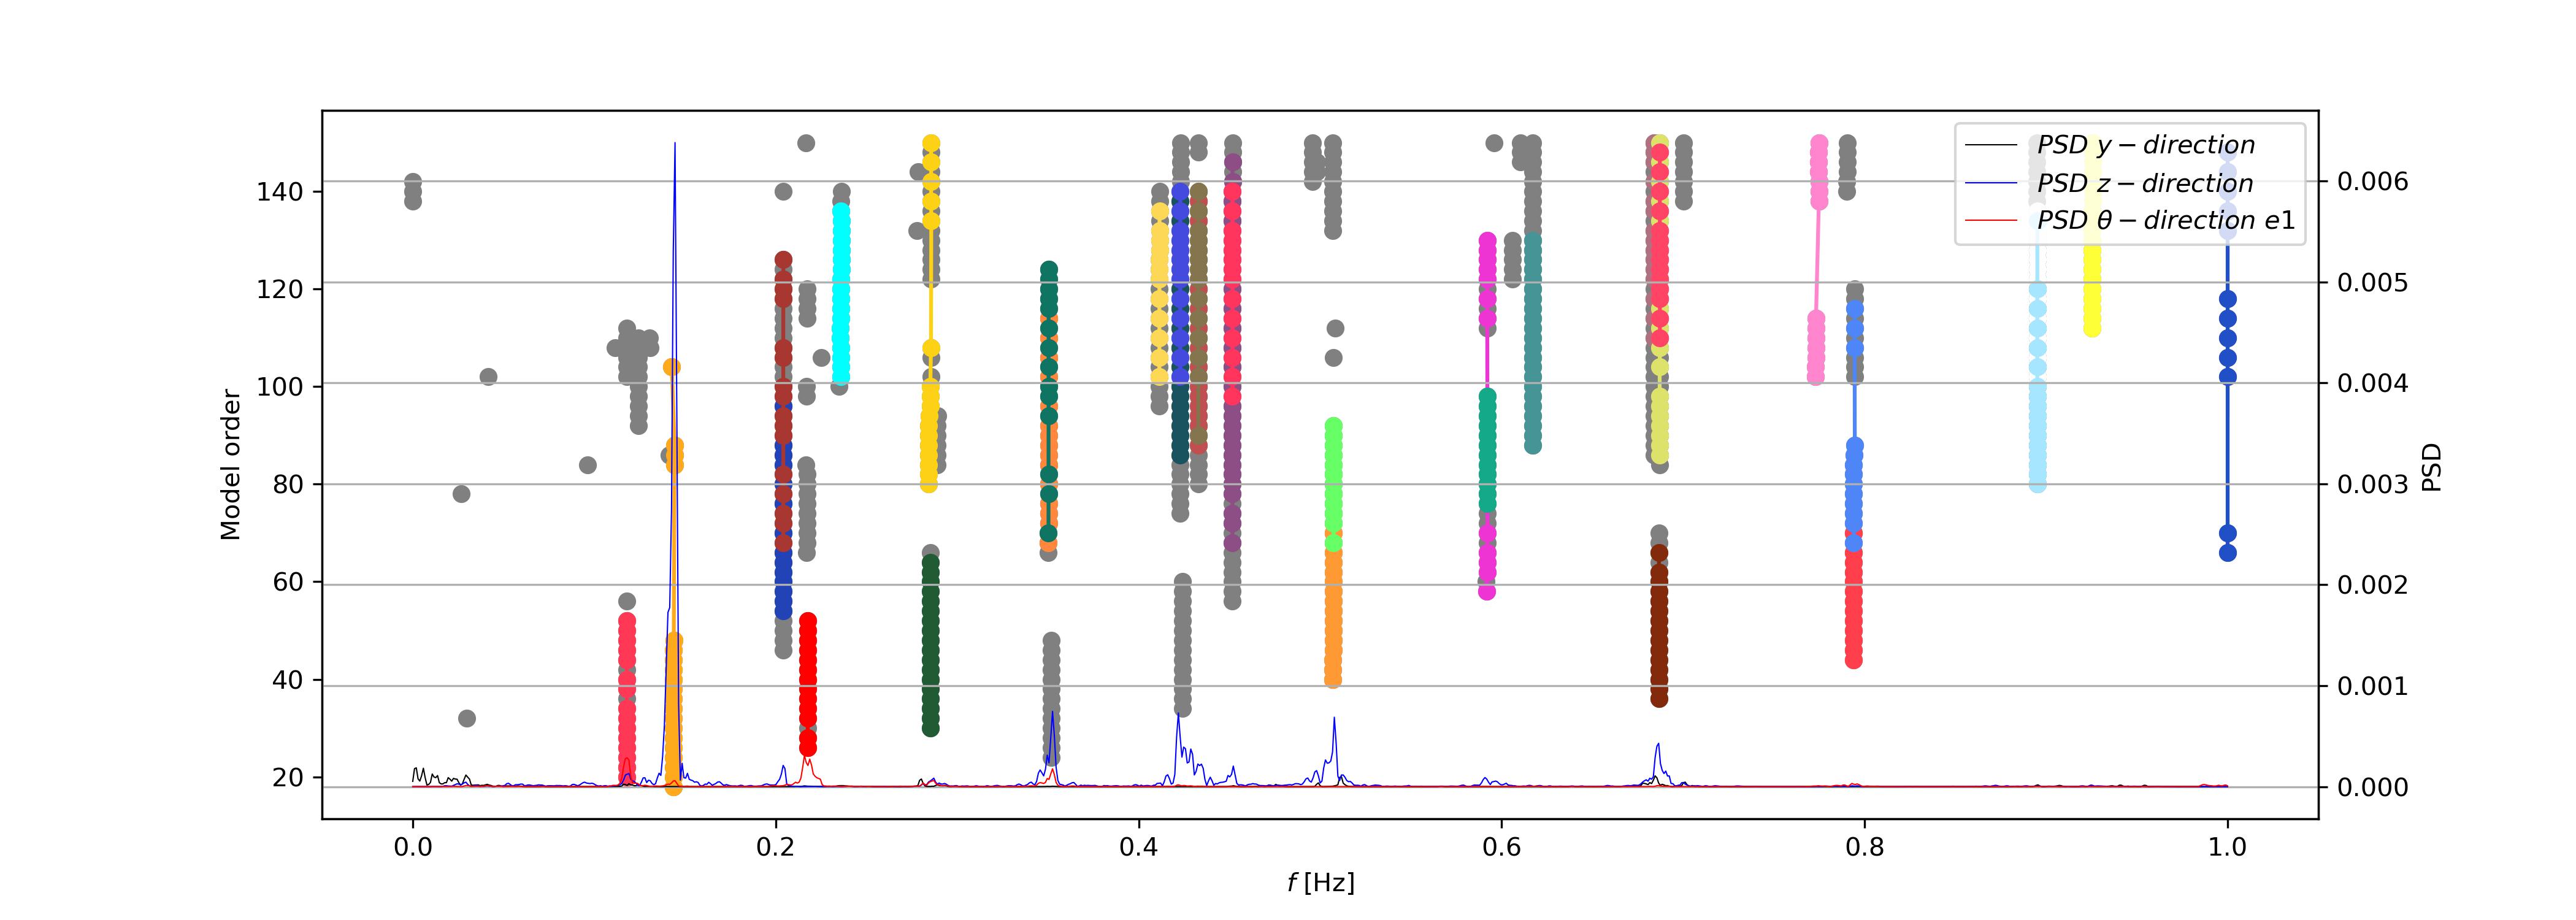 PSD y − direction
PSD z − direction
PSD θ − direction e1
140
120
100
80
60
40
20
Model order
0.006
0.005
0.004
0.003
0.002
0.001
0.000
PSD
0.0 0.2 0.4 0.6 0.8 1.0
f [Hz]